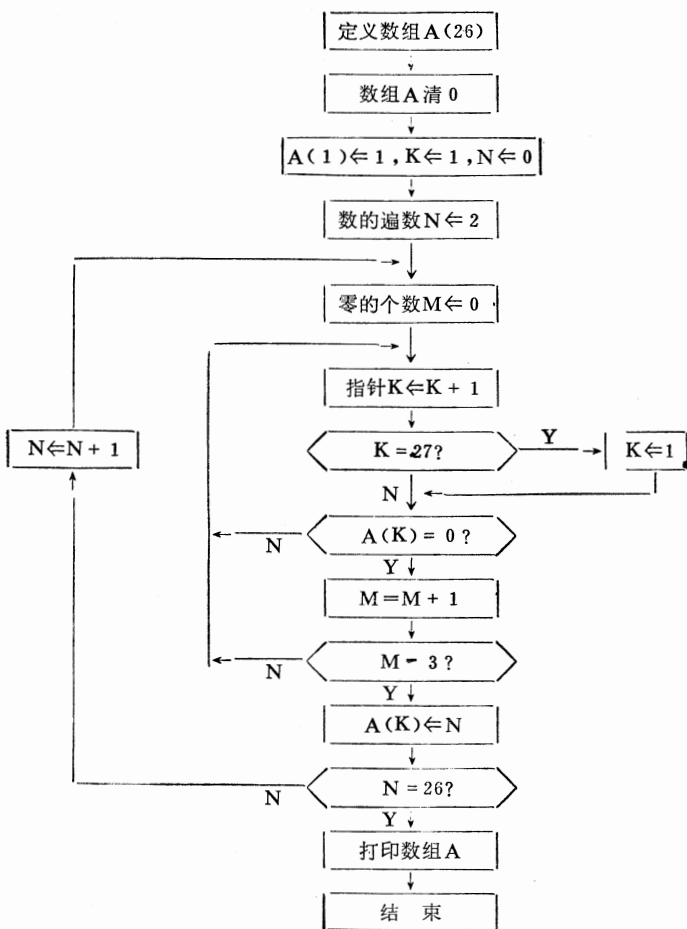 定义数组A(26)
数组A清0
A(1)⇐1,K⇐1,N⇐0
数的遍数N⇐2
零的个数M⇐0
指针K⇐K+1
N⇐N+1
K=27?
Y
K⇐1
N
A(K)=0?
N
Y
M=M+1
M-3?
N
Y
A(K)⇐N
N=26?
N
Y
打印数组A
结 束